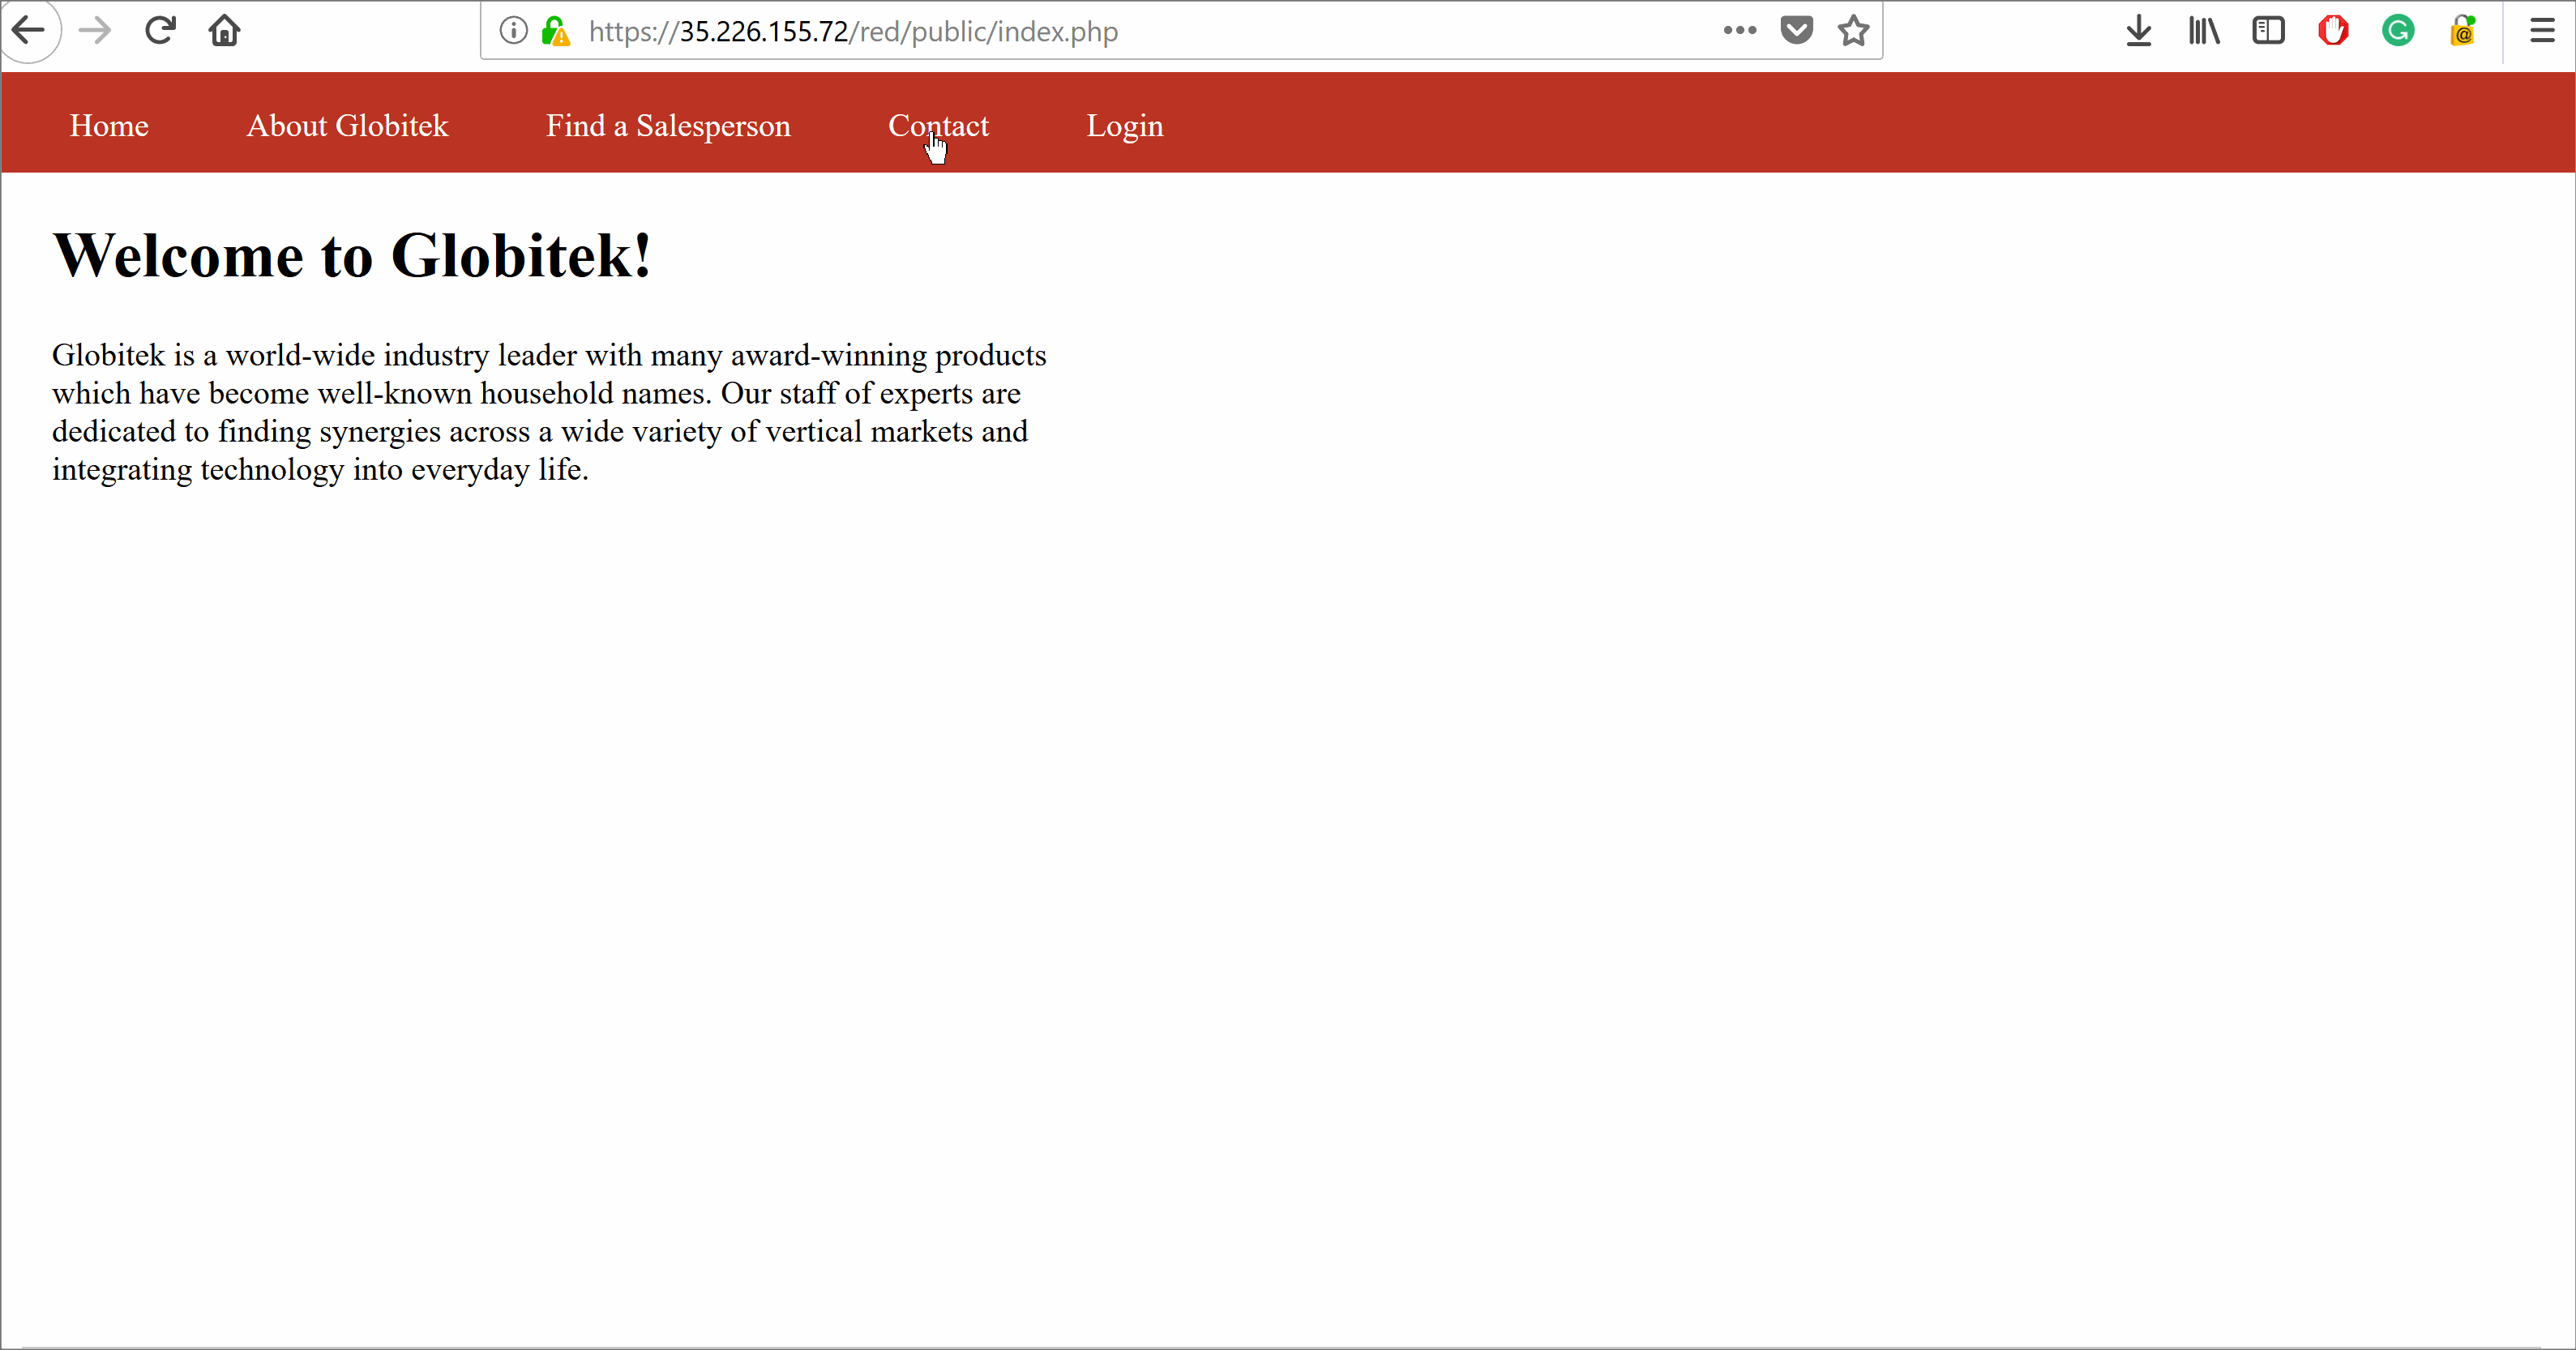 https://35.226.155.72/red/public/index.php
Home About Globitek Find a Salesperson Contact Login
Welcome to Globitek!
Globitek is a world-wide industry leader with many award-winning products
which have become well-known household names. Our staff of experts are
dedicated to finding synergies across a wide variety of vertical markets and
integrating technology into everyday life.